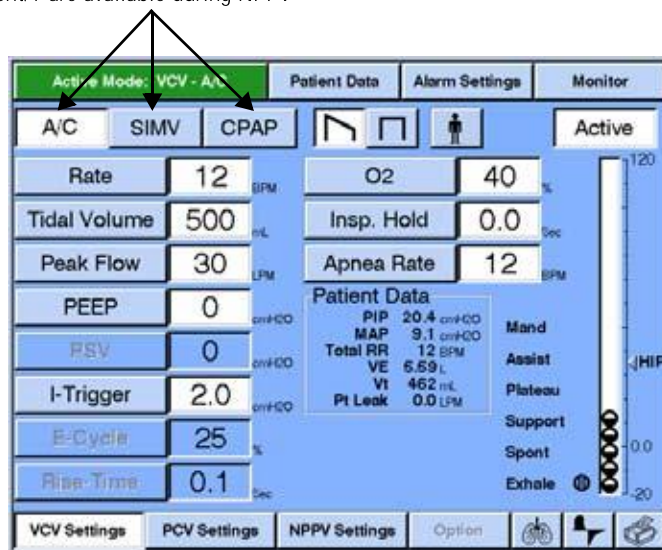 Active Mode: VCV - A/C Patient Data Alarm Settings Monitor
A/C SIMV CPAP Active
Rate 12 BPM O2 40 %
Tidal Volume 500 mL Insp. Hold 0.0 Sec
Peak Flow 30 LPM Apnea Rate 12 BPM
PEEP 0 cmH2O
PSV 0 cmH2O
I-Trigger 2.0 cmH2O
E-Cycle 25 %
Rise-Time 0.1 Sec
Patient Data
PIP 20.4 cmH2O
MAP 9.1 cmH2O
Total RR 12 BPM
VE 5.59 L
Vt 462 mL
Pt Leak 0.0 LPM
Mand
Assist
Plateau
Support
Spont
Exhale
120
HIP
0.0
-20
VCV Settings PCV Settings NPPV Settings Option